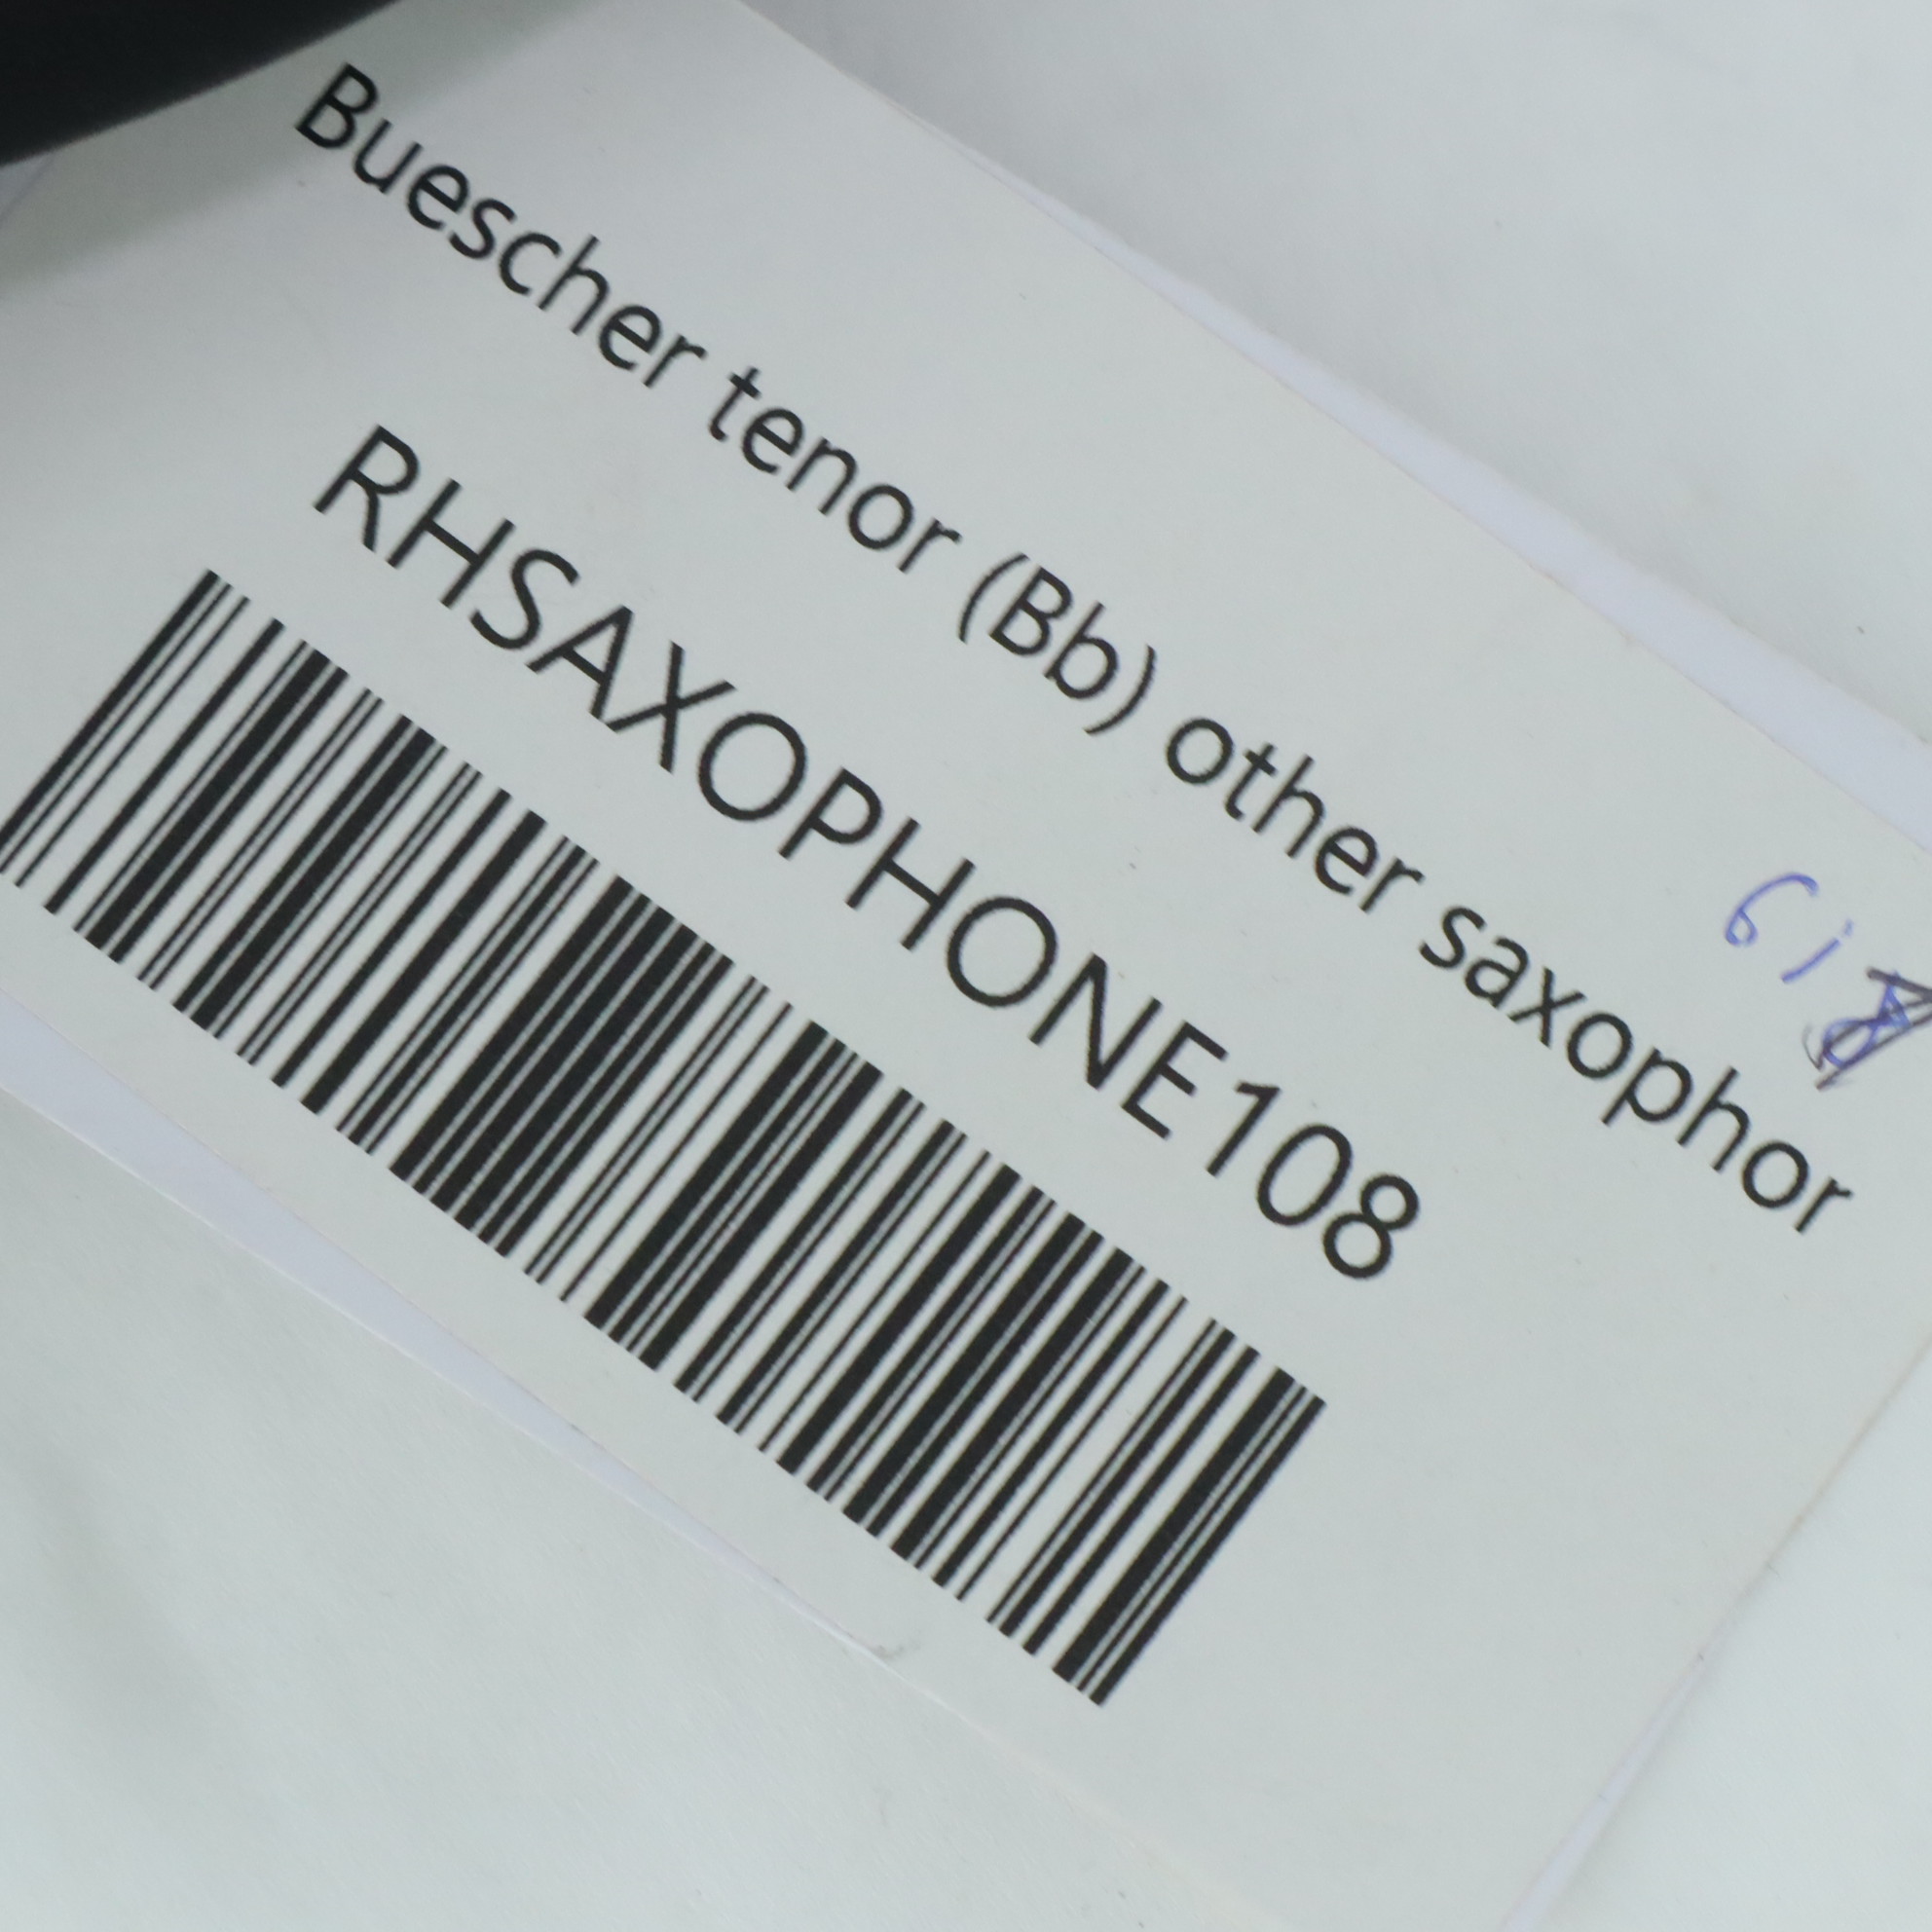 Buescher tenor (Bb) other saxophor
RHSAXOPHONE108